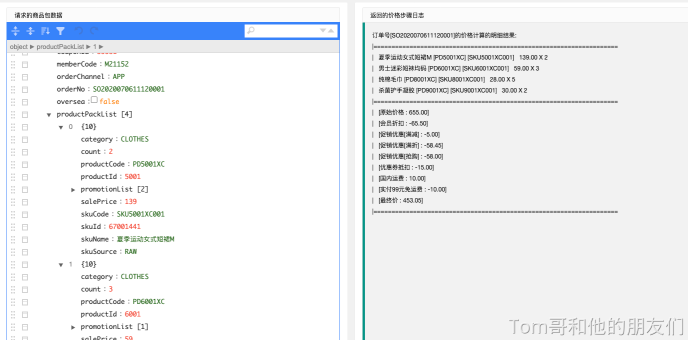 请求的商品包数据
object ▸ productPackList ▸ 1 ▸
memberCode : M21152
orderChannel : APP
orderNo : SO2020070611120001
oversea : false
productPackList [4]
0 {10}
category : CLOTHES
count : 2
productCode : PD5001XC
productId : 5001
promotionList [2]
salePrice : 139
skuCode : SKU5001XC001
skuId : 67001441
skuName : 夏季运动女式短裙M
skuSource : RAW
1 {10}
category : CLOTHES
count : 3
productCode : PD6001XC
productId : 6001
promotionList [1]
salePrice : 59
返回的价格步骤日志
订单号[SO2020070611120001]的价格计算的明细结果:
|====================================================================
| 夏季运动女式短裙M [PD5001XC] [SKU5001XC001] 139.00 X 2
| 男士迷彩短裤均码 [PD6001XC] [SKU6001XC001] 59.00 X 3
| 纯棉毛巾 [PD8001XC] [SKU8001XC001] 28.00 X 5
| 杀菌护手凝胶 [PD9001XC] [SKU9001XC001] 30.00 X 2
|====================================================================
| [原始价格 : 655.00]
| [会员折扣 : -65.50]
| [促销优惠[满减] : -5.00]
| [促销优惠[满折] : -58.45]
| [促销优惠[抢购] : -58.00]
| [优惠券抵扣 : -15.00]
| [国内运费 : 10.00]
| [实付99元免运费 : -10.00]
| [最终价 : 453.05]
|====================================================================
Tom哥和他的朋友们